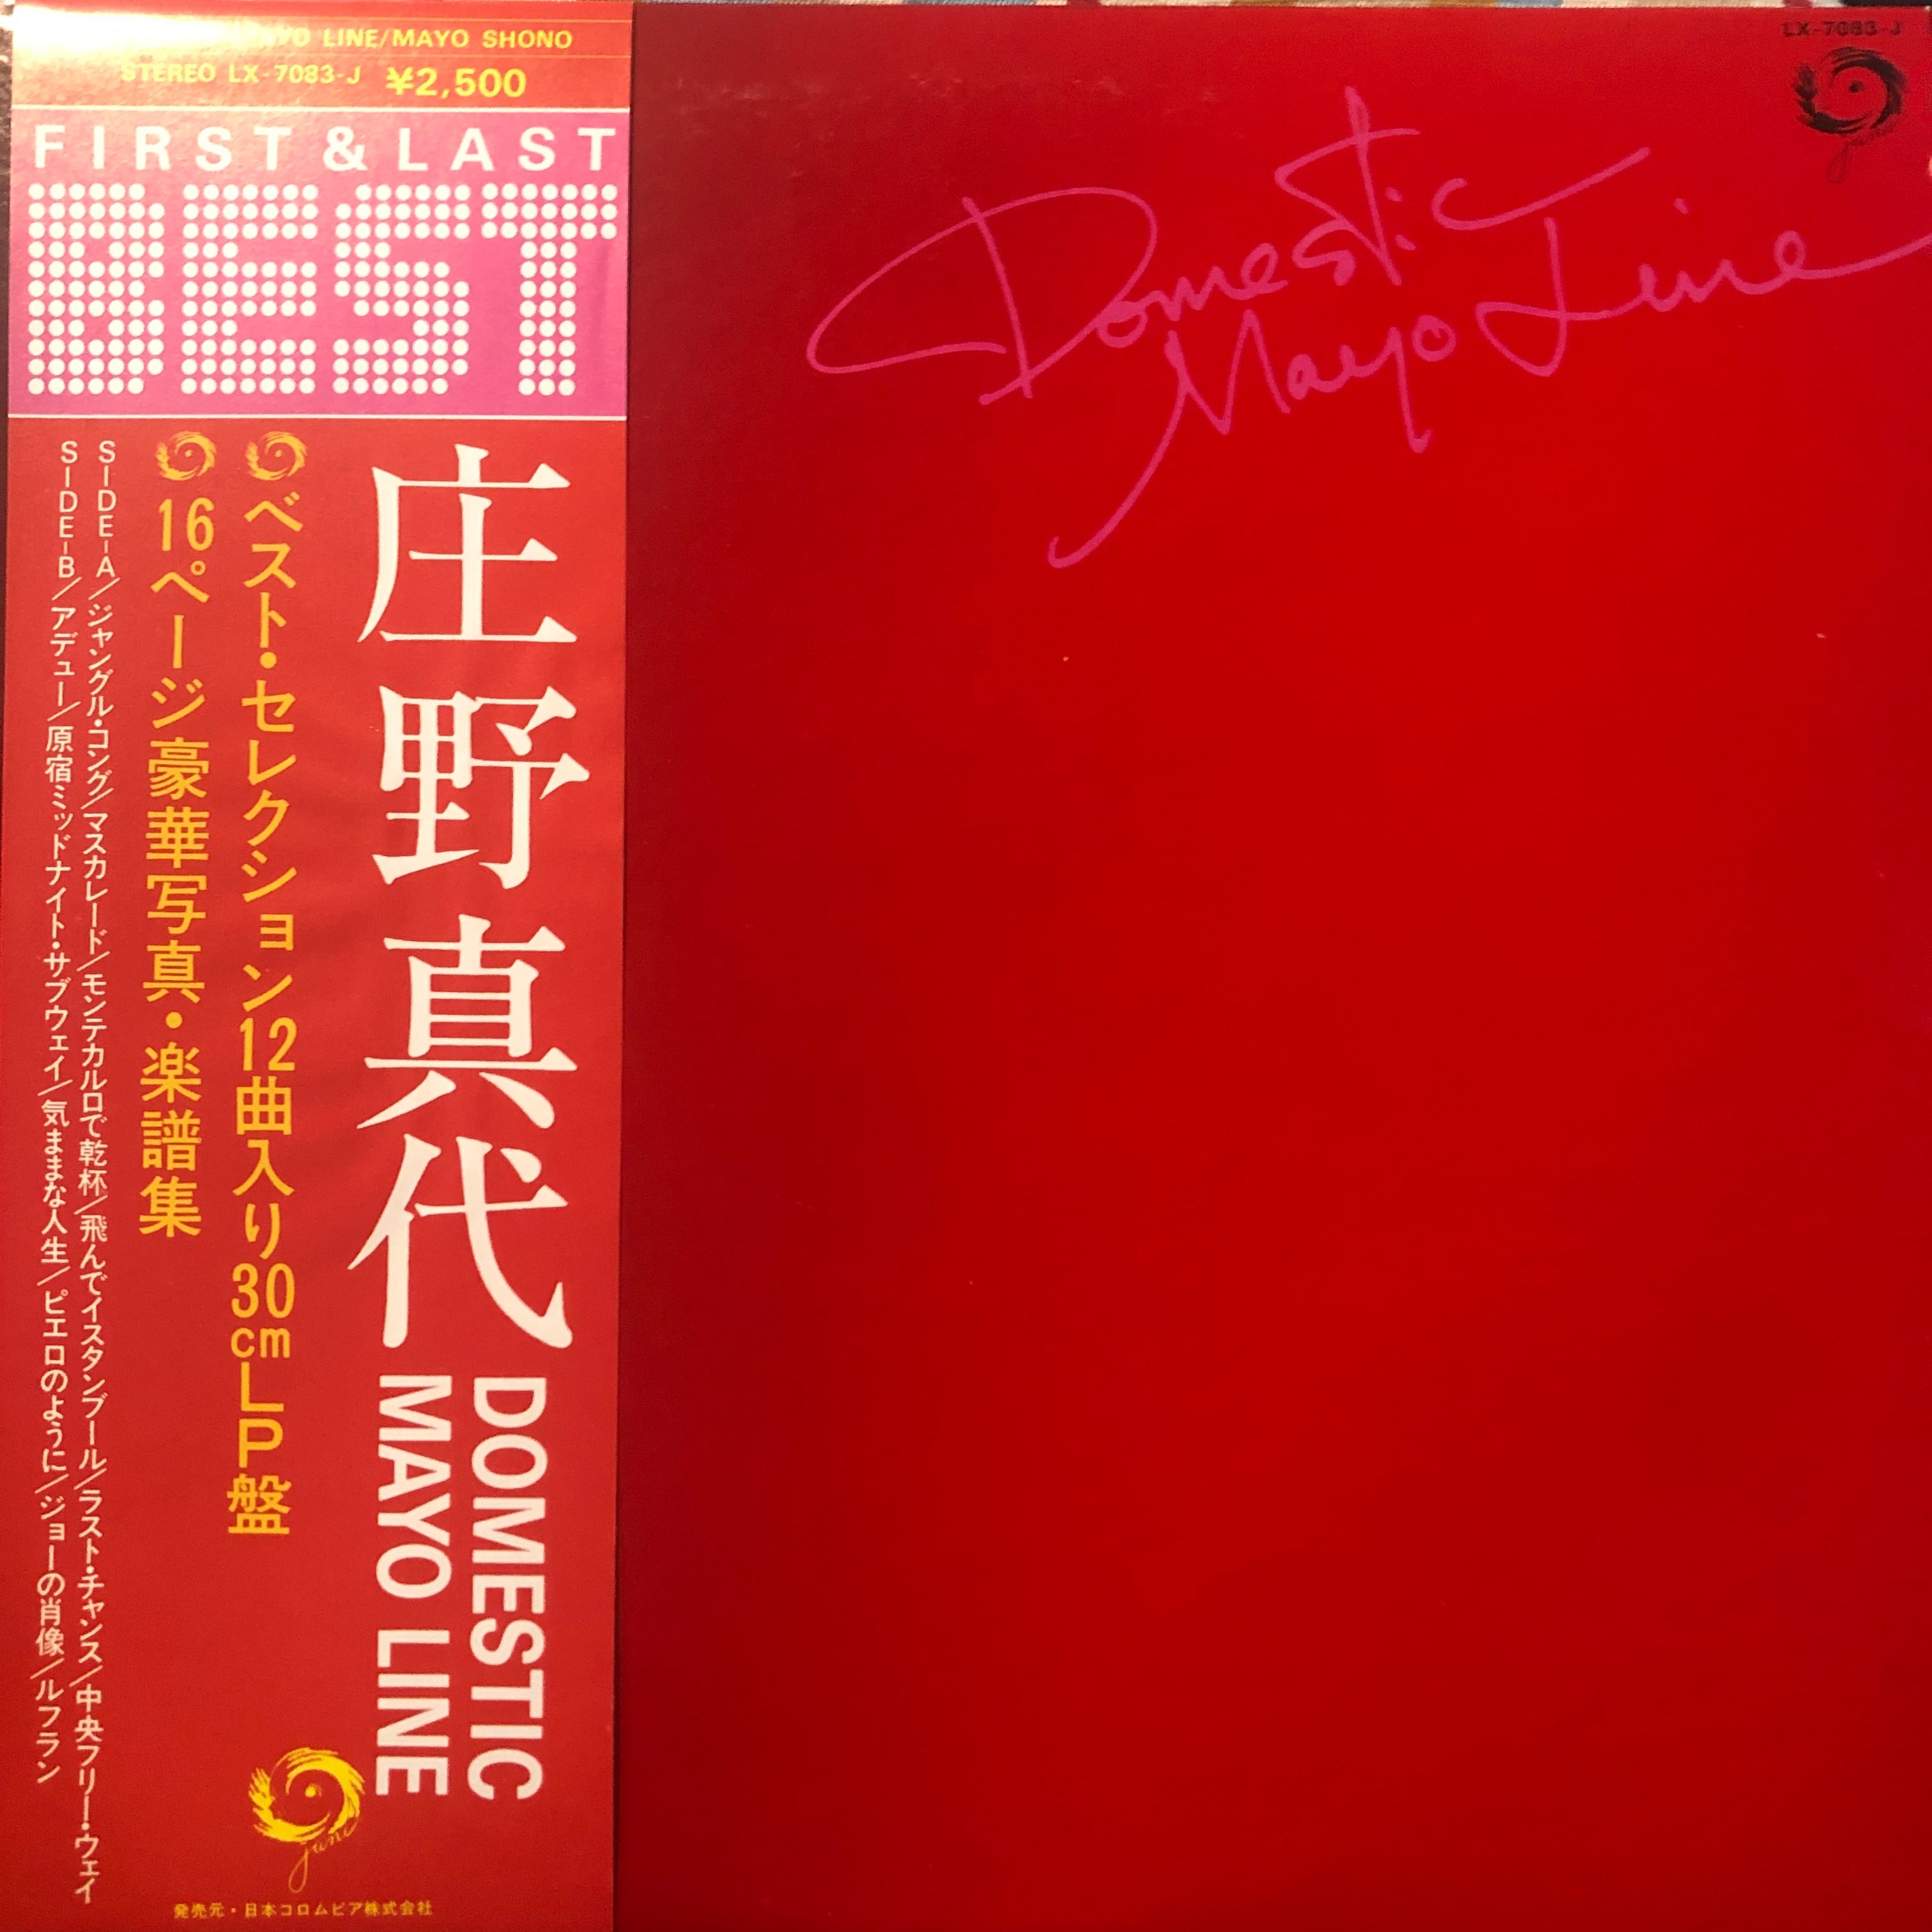 YO LINE/MAYO SHONO
STEREO LX-7083-J ¥2,500
FIRST & LAST
BEST
庄野真代
DOMESTIC
MAYO LINE
ベスト・セレクション12曲入り30cmLP盤
16ページ豪華写真・楽譜集
SIDE-A/ジャングル・コング/マスカレード/モンテカルロで乾杯/飛んでイスタンブール/ラスト・チャンス/中央フリー・ウェイ
SIDE-B/アデュー/原宿ミッドナイト・サブウェイ/気ままな人生/ピエロのように/ジョーの肖像/ルフラン
june
発売元・日本コロムビア株式会社
LX-7083-J
june
Domestic
Mayo Line